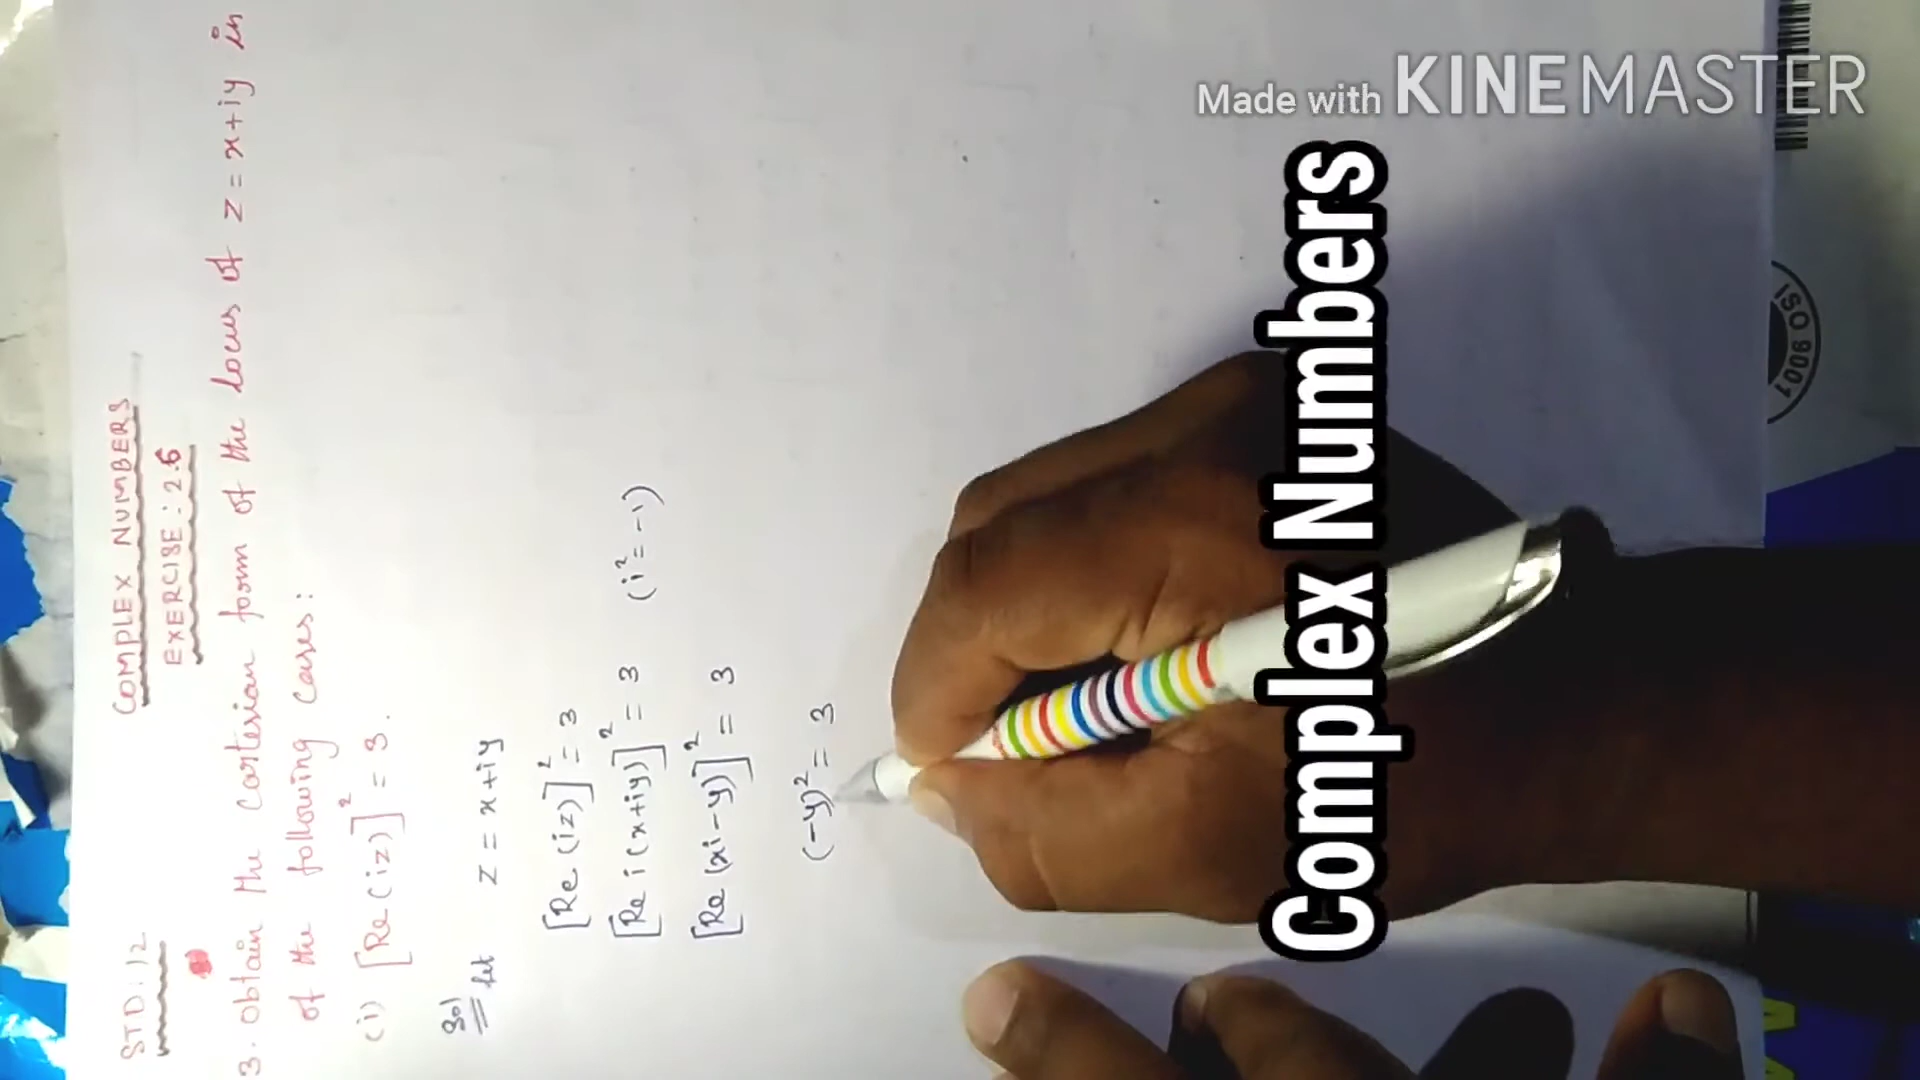 STD: 12
COMPLEX NUMBERS
EXERCISE: 2.6
3. Obtain the cartesian form of the locus of z = x+iy in
of the following cases:
(i) [Re(iz)]² = 3.
Sol
let z = x+iy
[Re(iz)]² = 3
[Re i(x+iy)]² = 3 (i² = -1)
[Re(xi-y)]² = 3
(-y)² = 3
Complex Numbers
Made with KINEMASTER
ISO 9001